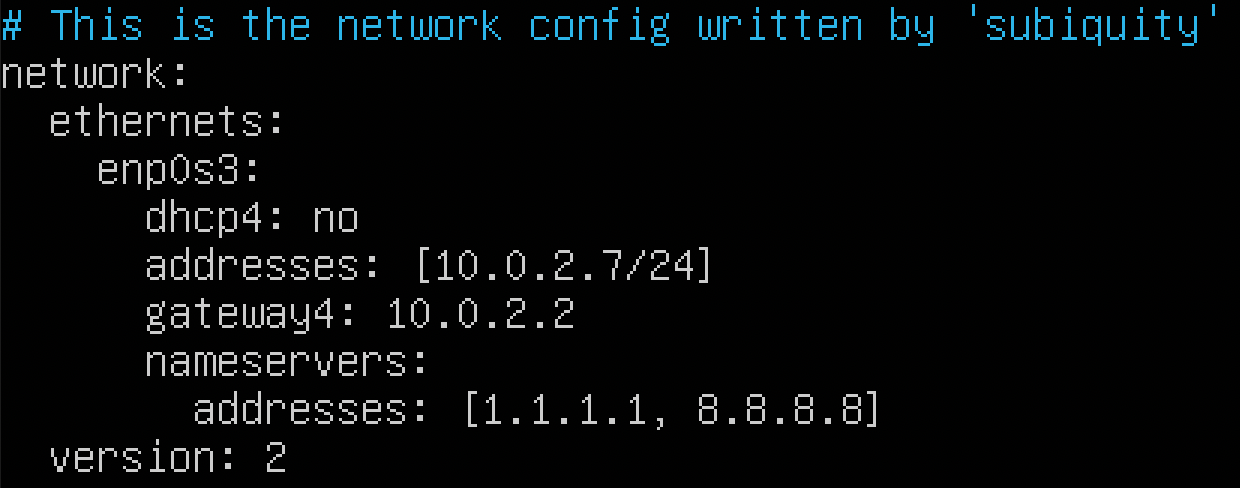 # This is the network config written by 'subiquity'
network:
  ethernets:
    enp0s3:
      dhcp4: no
      addresses: [10.0.2.7/24]
      gateway4: 10.0.2.2
      nameservers:
        addresses: [1.1.1.1, 8.8.8.8]
  version: 2